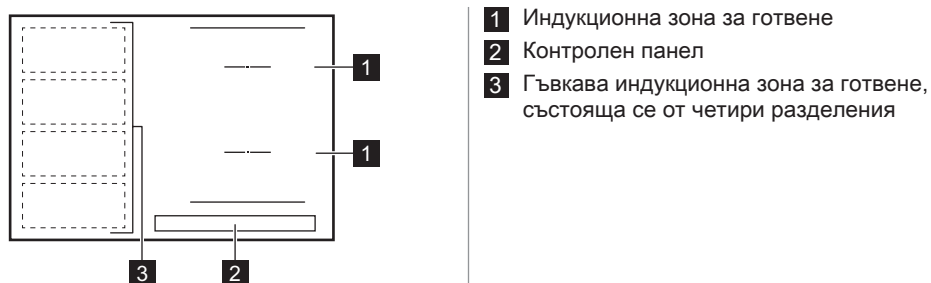 1
1
3
2
1 Индукционна зона за готвене
2 Контролен панел
3 Гъвкава индукционна зона за готвене,
състояща се от четири разделения